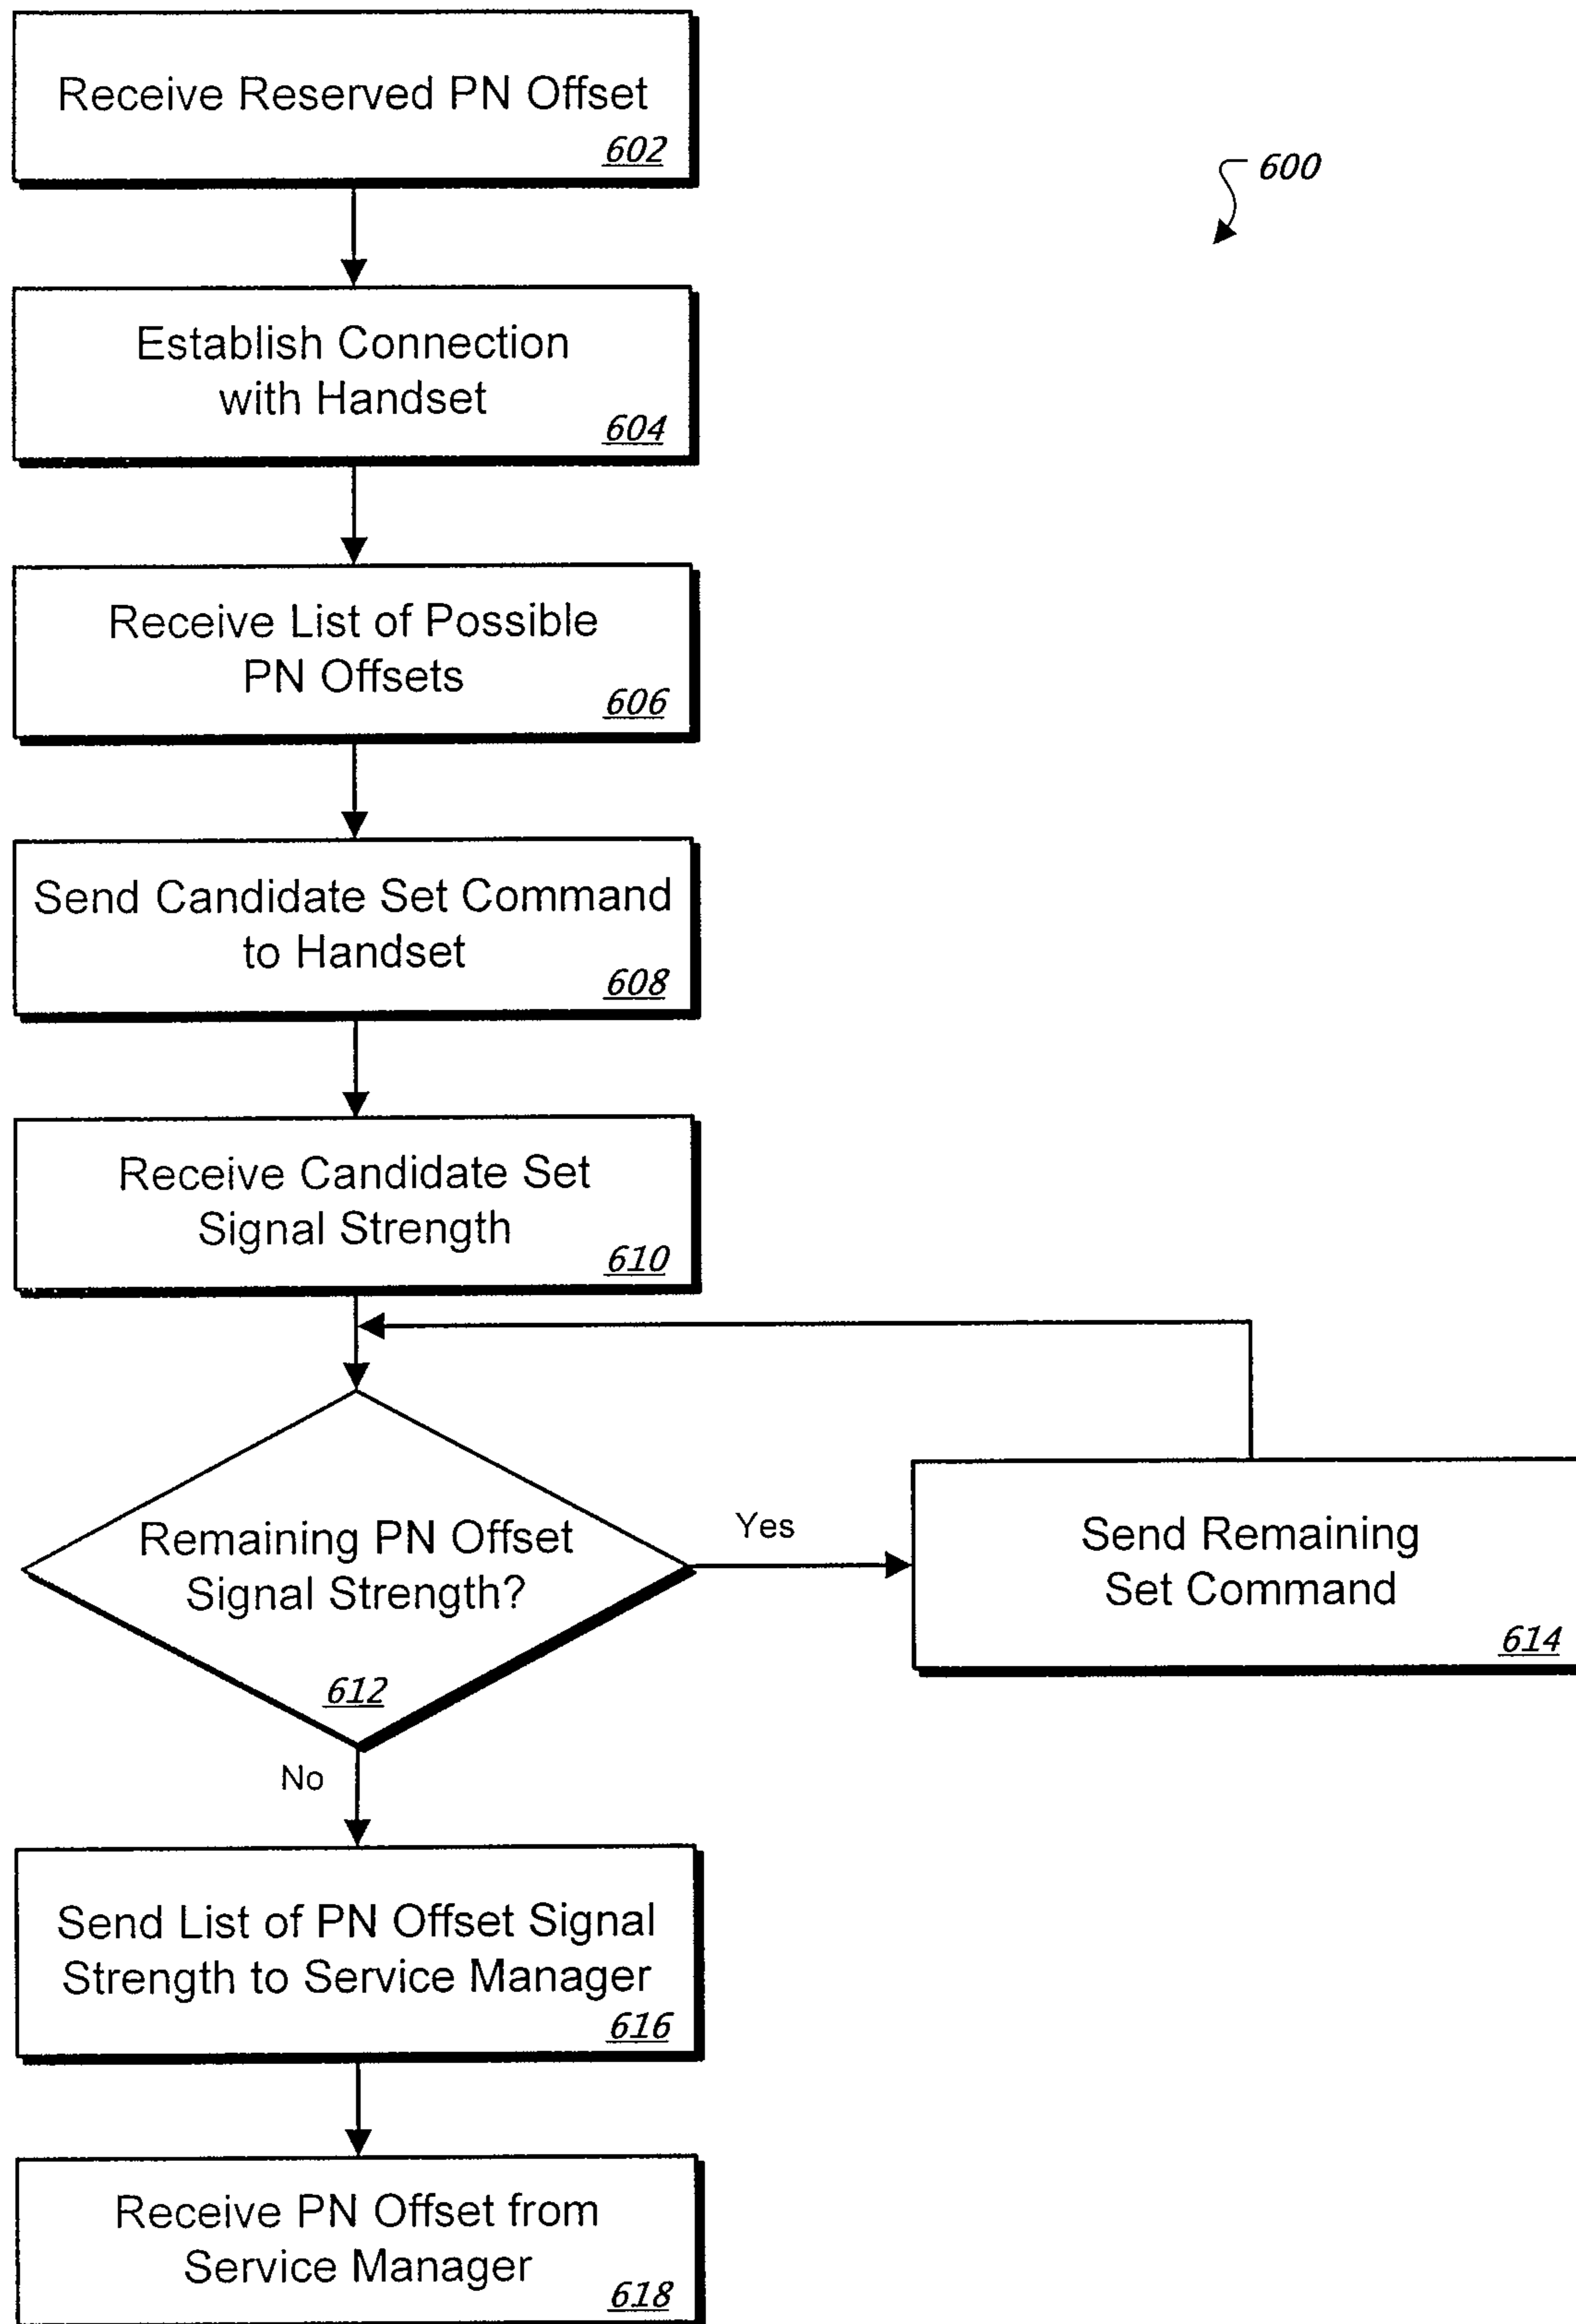 Receive Reserved PN Offset
602
600
Establish Connection
with Handset
604
Receive List of Possible
PN Offsets
606
Send Candidate Set Command
to Handset
608
Receive Candidate Set
Signal Strength
610
Remaining PN Offset
Signal Strength?
612
Yes
Send Remaining
Set Command
614
No
Send List of PN Offset Signal
Strength to Service Manager
616
Receive PN Offset from
Service Manager
618